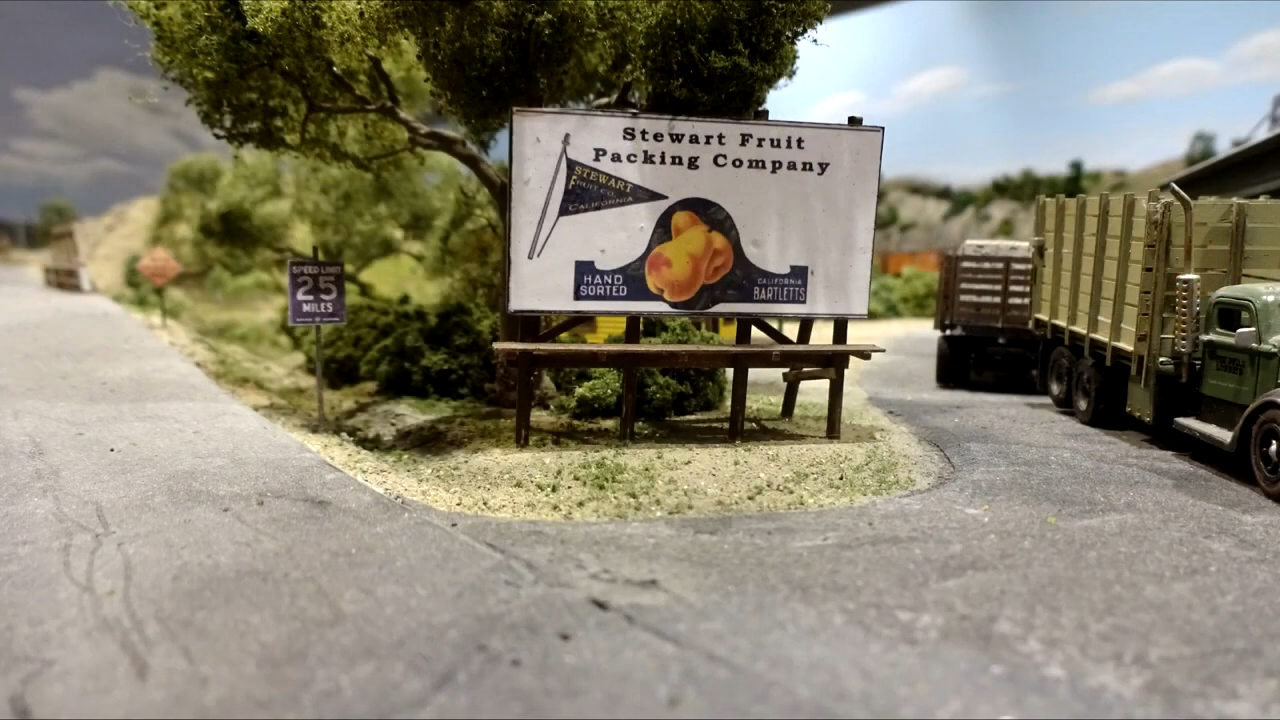 Stewart Fruit
Packing Company
STEWART
FRUIT CO.
CALIFORNIA
HAND
SORTED
CALIFORNIA
BARTLETTS
SPEED LIMIT
25
MILES